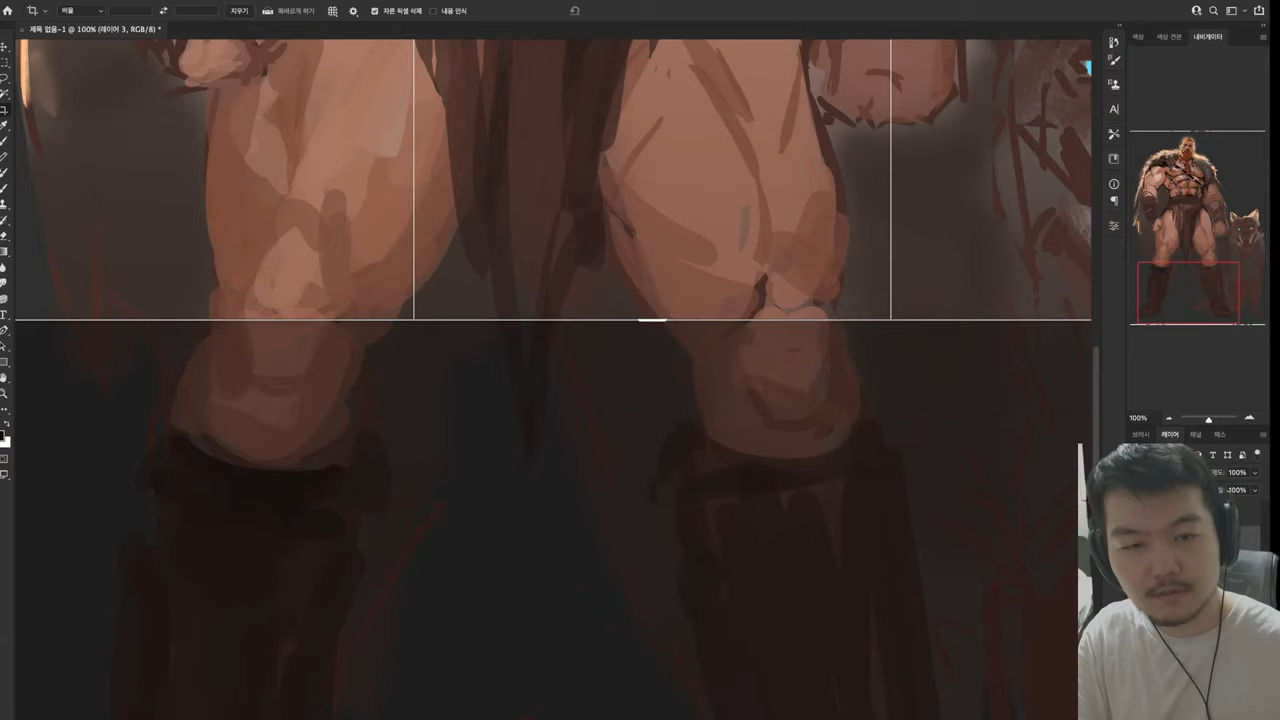 비율
지우기
똑바르게 하기
자른 픽셀 삭제
내용 인식
× 제목 없음-1 @ 100% (레이어 3, RGB/8) *
색상
색상 견본
내비게이터
100%
브러시
레이어
채널
패스
100%
100%